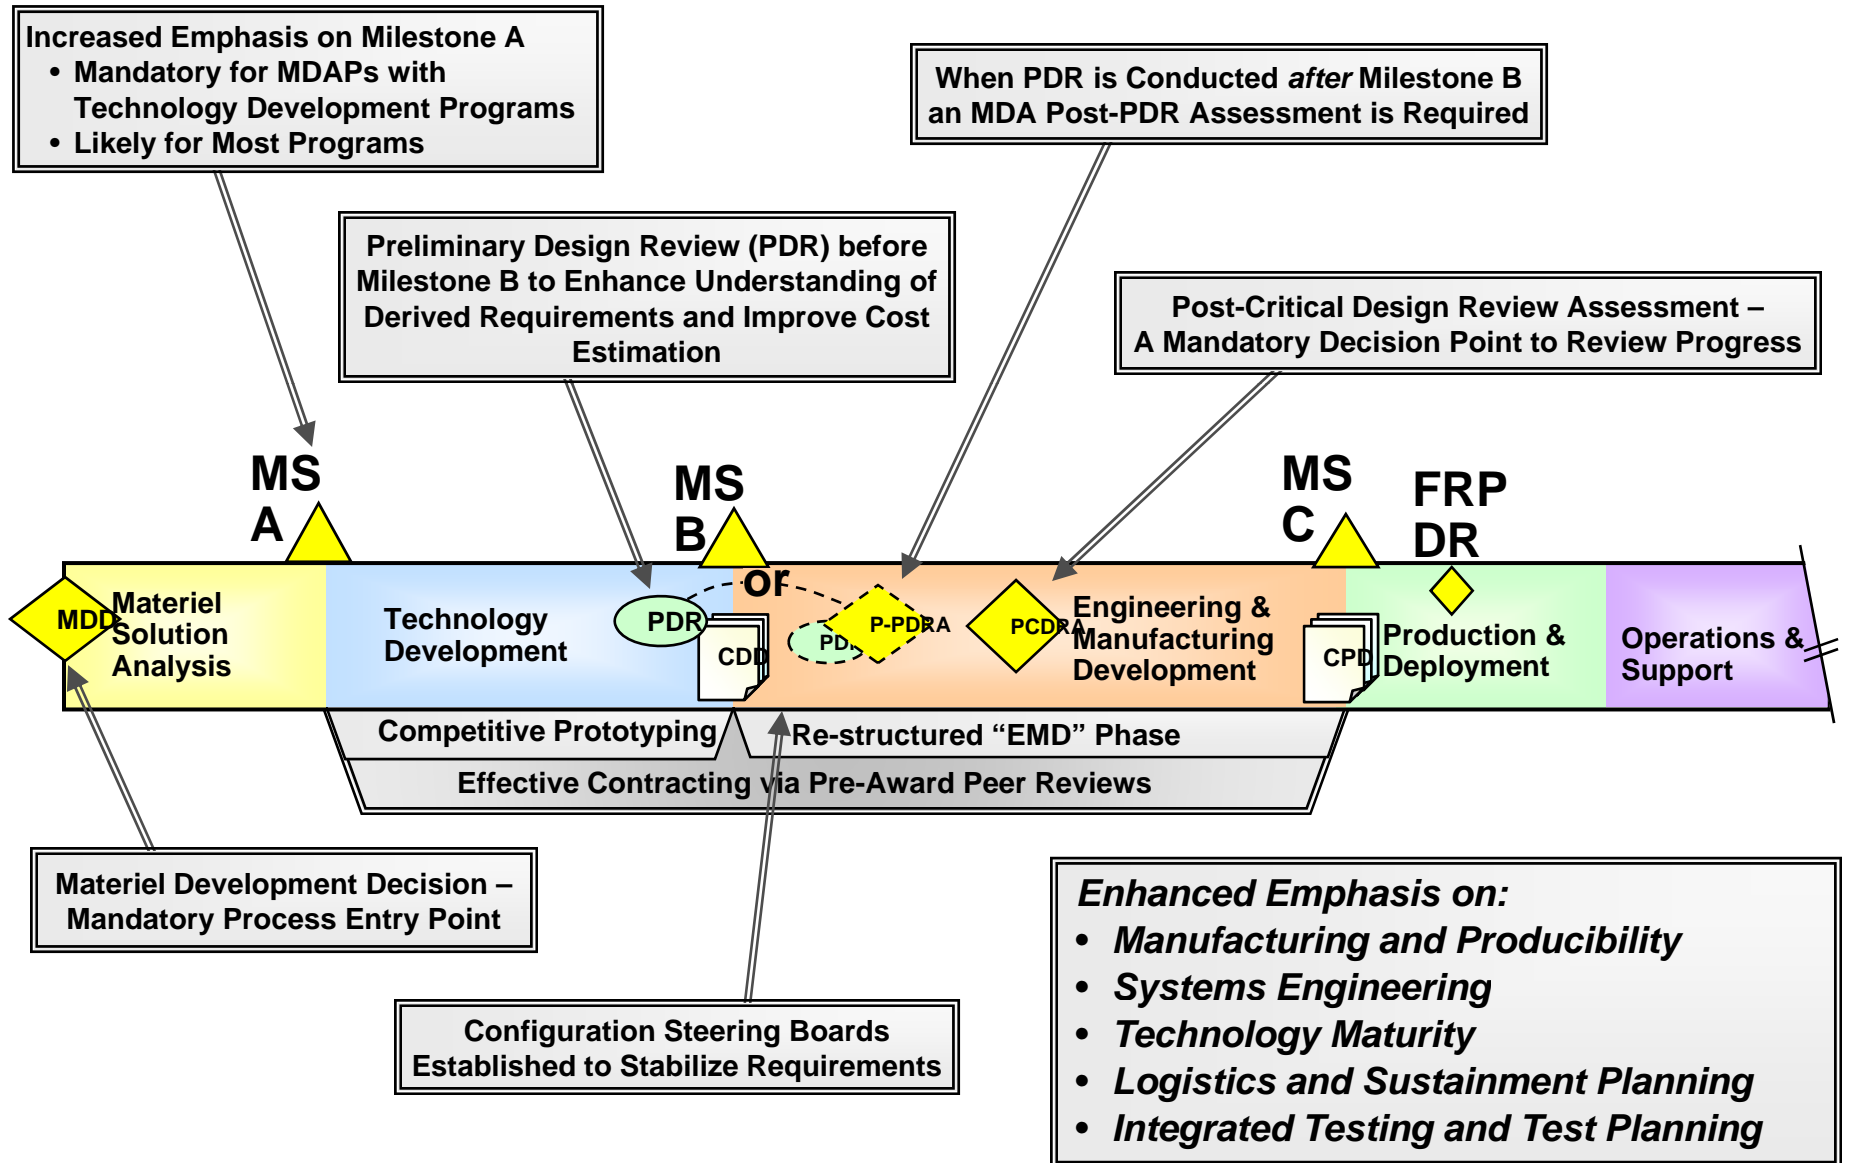 Increased Emphasis on Milestone A
• Mandatory for MDAPs with
Technology Development Programs
• Likely for Most Programs
When PDR is Conducted after Milestone B
an MDA Post-PDR Assessment is Required
Preliminary Design Review (PDR) before
Milestone B to Enhance Understanding of
Derived Requirements and Improve Cost
Estimation
Post-Critical Design Review Assessment –
A Mandatory Decision Point to Review Progress
MS
A
MS
B
MS
C
FRP
DR
or
MDD
Materiel
Solution
Analysis
Technology
Development
PDR
CDD
P-PDRA
PCDRA
Engineering &
Manufacturing
Development
CPD
Production &
Deployment
Operations &
Support
Competitive Prototyping
Re-structured “EMD” Phase
Effective Contracting via Pre-Award Peer Reviews
Materiel Development Decision –
Mandatory Process Entry Point
Configuration Steering Boards
Established to Stabilize Requirements
Enhanced Emphasis on:
• Manufacturing and Producibility
• Systems Engineering
• Technology Maturity
• Logistics and Sustainment Planning
• Integrated Testing and Test Planning